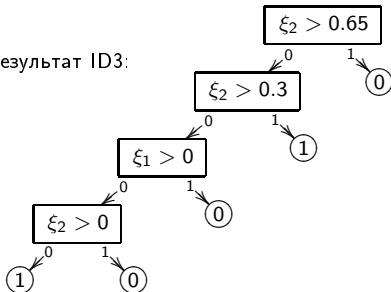 ξ₂ > 0.65
езультат ID3:
0 1
ξ₂ > 0.3 0
0 1
ξ₁ > 0 1
0 1
ξ₂ > 0 0
0 1
1 0